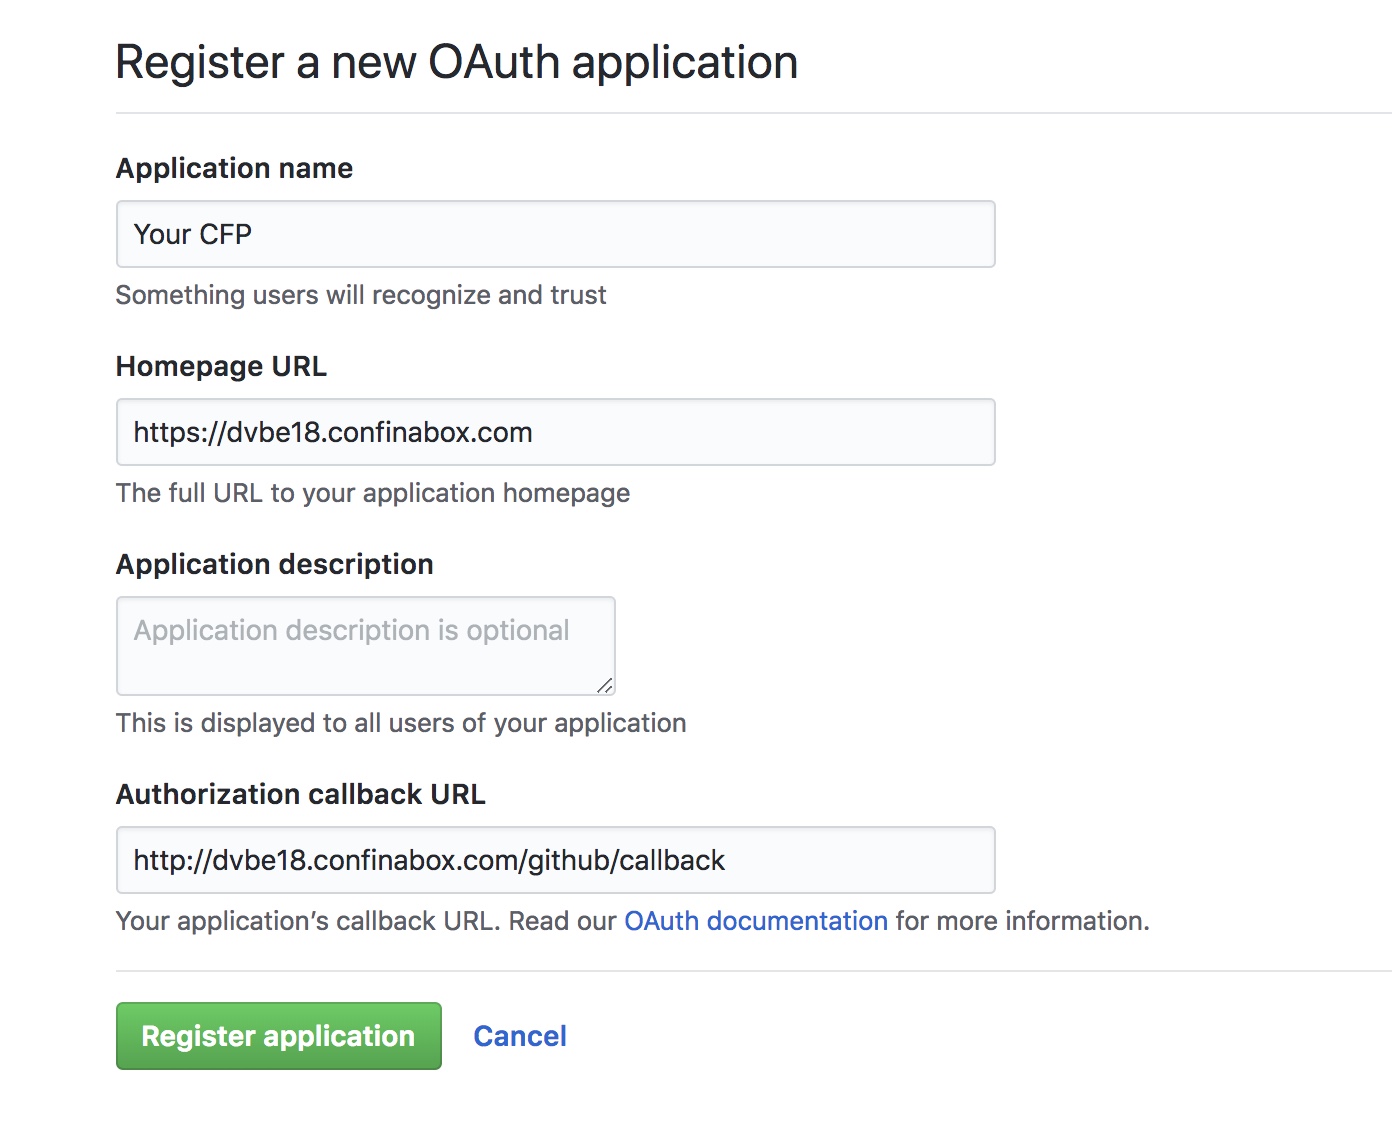 Register a new OAuth application
Application name
Your CFP
Something users will recognize and trust
Homepage URL
https://dvbe18.confinabox.com
The full URL to your application homepage
Application description
Application description is optional
This is displayed to all users of your application
Authorization callback URL
http://dvbe18.confinabox.com/github/callback
Your application’s callback URL. Read our OAuth documentation for more information.
Register application Cancel